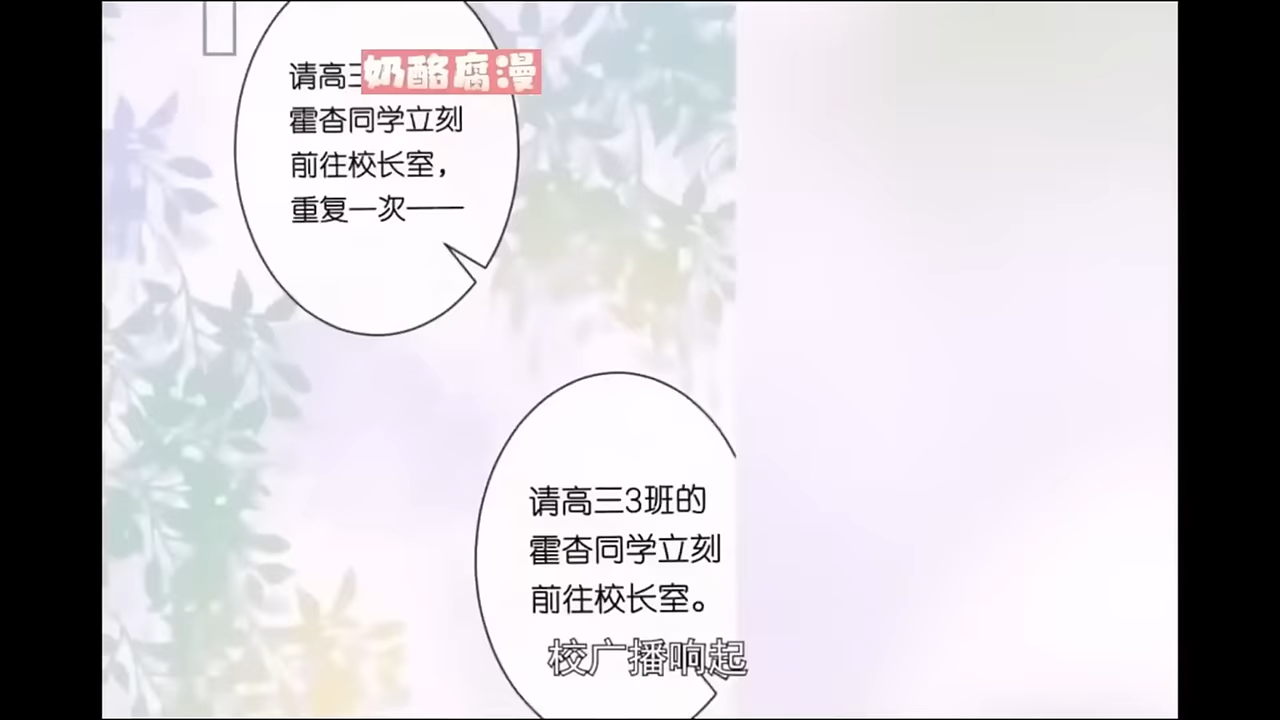 请高三
奶酪腐漫
霍杳同学立刻
前往校长室，
重复一次——
请高三3班的
霍杳同学立刻
前往校长室。
校广播响起